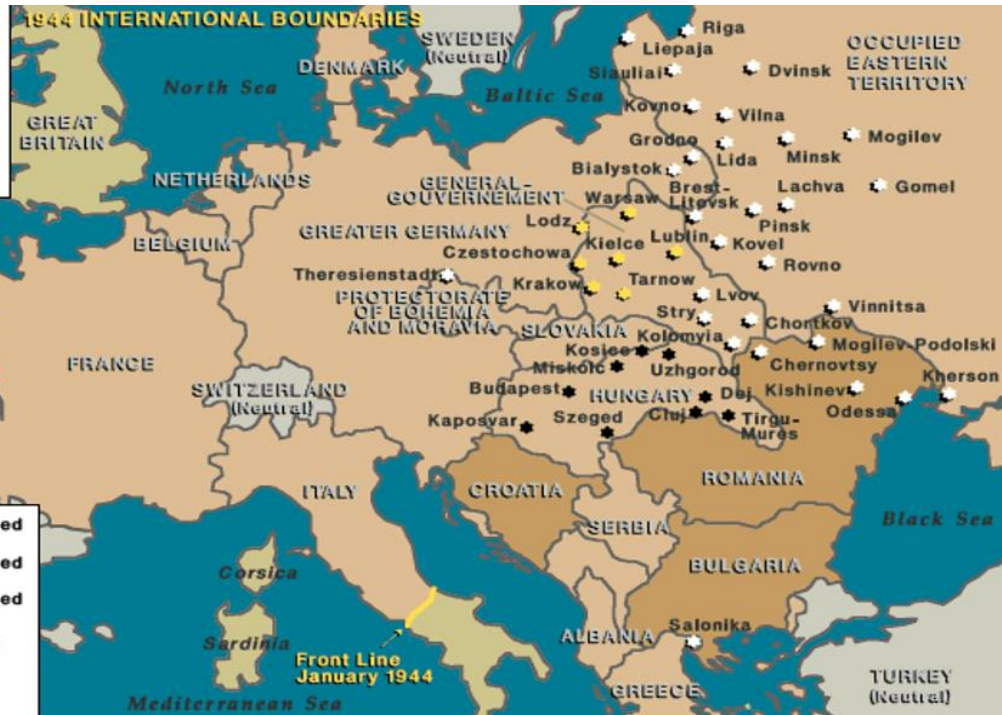 1944 INTERNATIONAL BOUNDARIES
SWEDEN
(Neutral)
Riga
Liepaja
OCCUPIED
EASTERN
TERRITORY
DENMARK
North Sea
Baltic Sea
Siauliai
Dvinsk
Kovno
Vilna
GREAT
BRITAIN
Grodno
Lida
Minsk
Mogilev
NETHERLANDS
GENERAL-
GOUVERNEMENT
Bialystok
Warsaw
Brest-
Litovsk
Lachva
Gomel
Pinsk
BELGIUM
GREATER GERMANY
Lodz
Kielce
Lublin
Kovel
Czestochowa
Rovno
Theresienstadt
Krakow
Tarnow
Lvov
PROTECTORATE
OF BOHEMIA
AND MORAVIA
Stry
Vinnitsa
SLOVAKIA
Kolomyia
Chortkov
FRANCE
Kosice
Mogilev-Podolski
Miskolc
Uzhgorod
Chernovtsy
SWITZERLAND
(Neutral)
Budapest
HUNGARY
Dej
Kishinev
Kherson
Kaposvar
Szeged
Cluj
Tirgu-
Mures
Odessa
ITALY
CROATIA
ROMANIA
SERBIA
Black Sea
ed
ed
ed
Corsica
BULGARIA
Sardinia
ALBANIA
Salonika
Front Line
January 1944
GREECE
TURKEY
(Neutral)
Mediterranean Sea